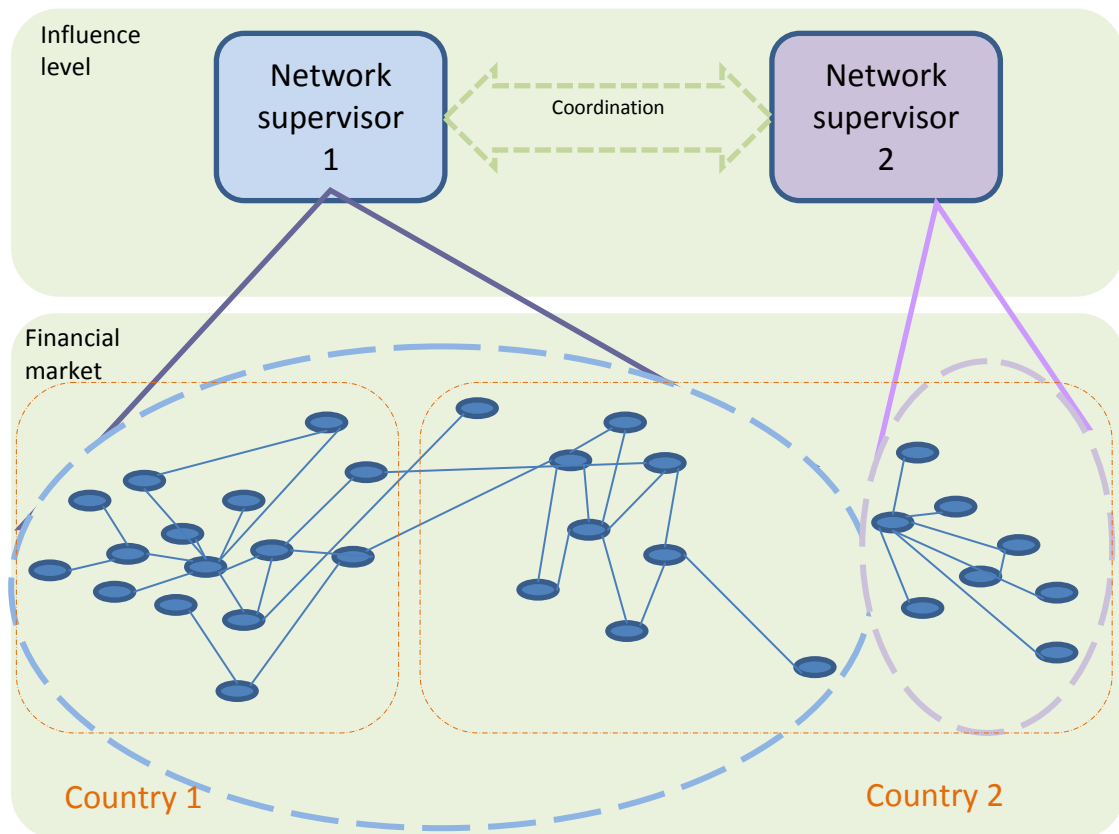 Influence
level
Network
supervisor
1
Coordination
Network
supervisor
2
Financial
market
Country 1
Country 2